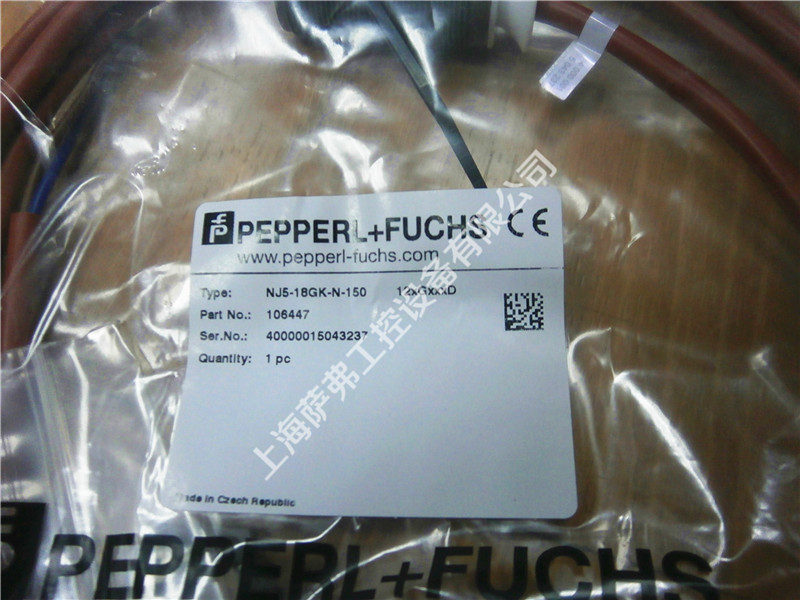 PEPPERL+FUCHS CE
www.pepperl-fuchs.com
Type: NJ5-18GK-N-150 12xGxxxD
Part No.: 106447
Ser.No.: 40000015043237
Quantity: 1 pc
上海萨弗工控设备有限公司
Made in Czech Republic
PEPPERL+FUCHS